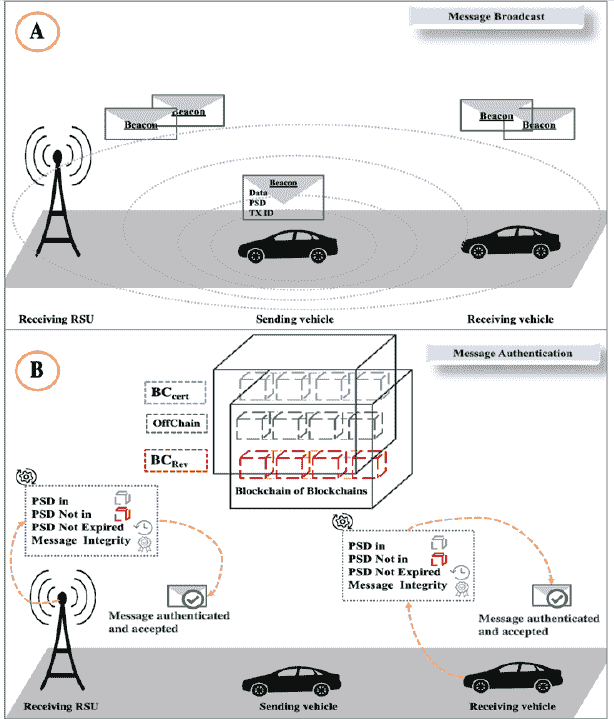 A
Message Broadcast
Beacon
Beacon
Beacon
Beacon
Beacon
Data
PSD
TX ID
Receiving RSU
Sending vehicle
Receiving vehicle
B
Message Authentication
BCcert
OffChain
BCRev
Blockchain of Blockchains
PSD in
PSD Not in
PSD Not Expired
Message Integrity
PSD in
PSD Not in
PSD Not Expired
Message Integrity
Message authenticated
and accepted
Message authenticated
and accepted
Receiving RSU
Sending vehicle
Receiving vehicle